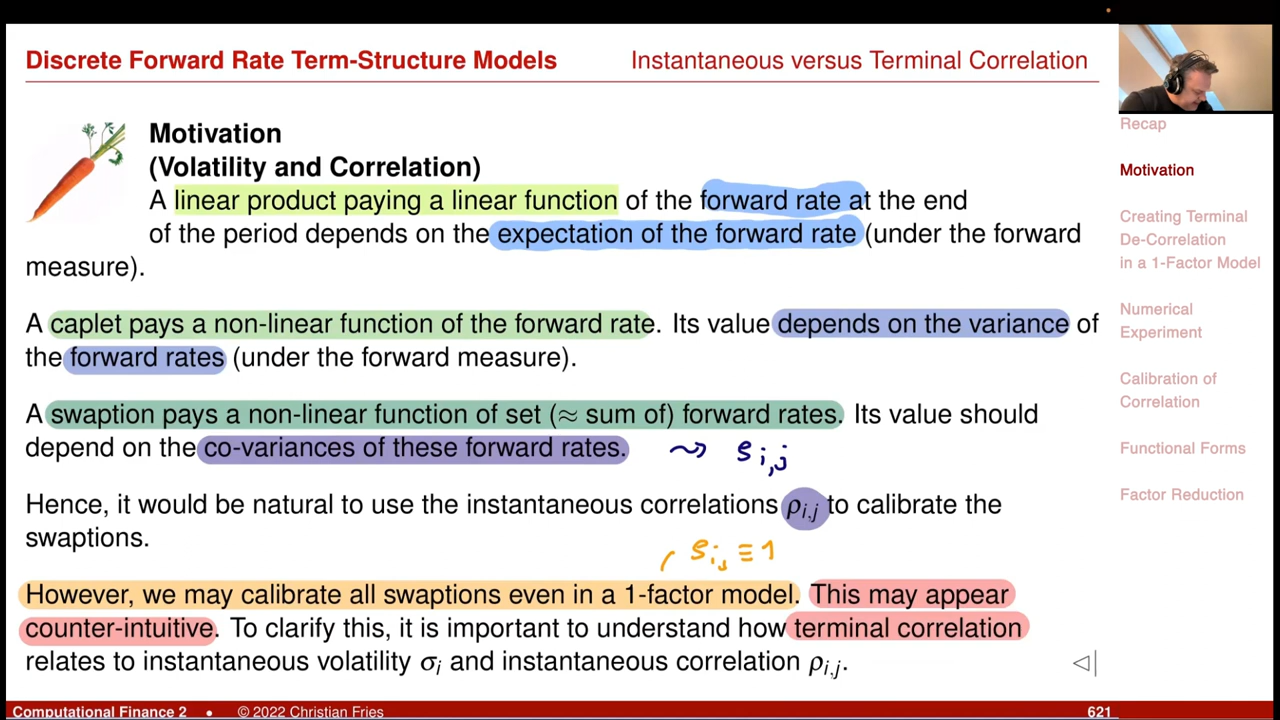 Discrete Forward Rate Term-Structure Models
Instantaneous versus Terminal Correlation
Motivation
(Volatility and Correlation)
A linear product paying a linear function of the forward rate at the end
of the period depends on the expectation of the forward rate (under the forward
measure).
A caplet pays a non-linear function of the forward rate. Its value depends on the variance of
the forward rates (under the forward measure).
A swaption pays a non-linear function of set (≈ sum of) forward rates. Its value should
depend on the co-variances of these forward rates. ⤳ ρi,j
Hence, it would be natural to use the instantaneous correlations ρi,j to calibrate the
swaptions.
ρi,j ≡ 1
However, we may calibrate all swaptions even in a 1-factor model. This may appear
counter-intuitive. To clarify this, it is important to understand how terminal correlation
relates to instantaneous volatility σi and instantaneous correlation ρi,j.
Recap
Motivation
Creating Terminal
De-Correlation
in a 1-Factor Model
Numerical
Experiment
Calibration of
Correlation
Functional Forms
Factor Reduction
Computational Finance 2 • © 2022 Christian Fries
621